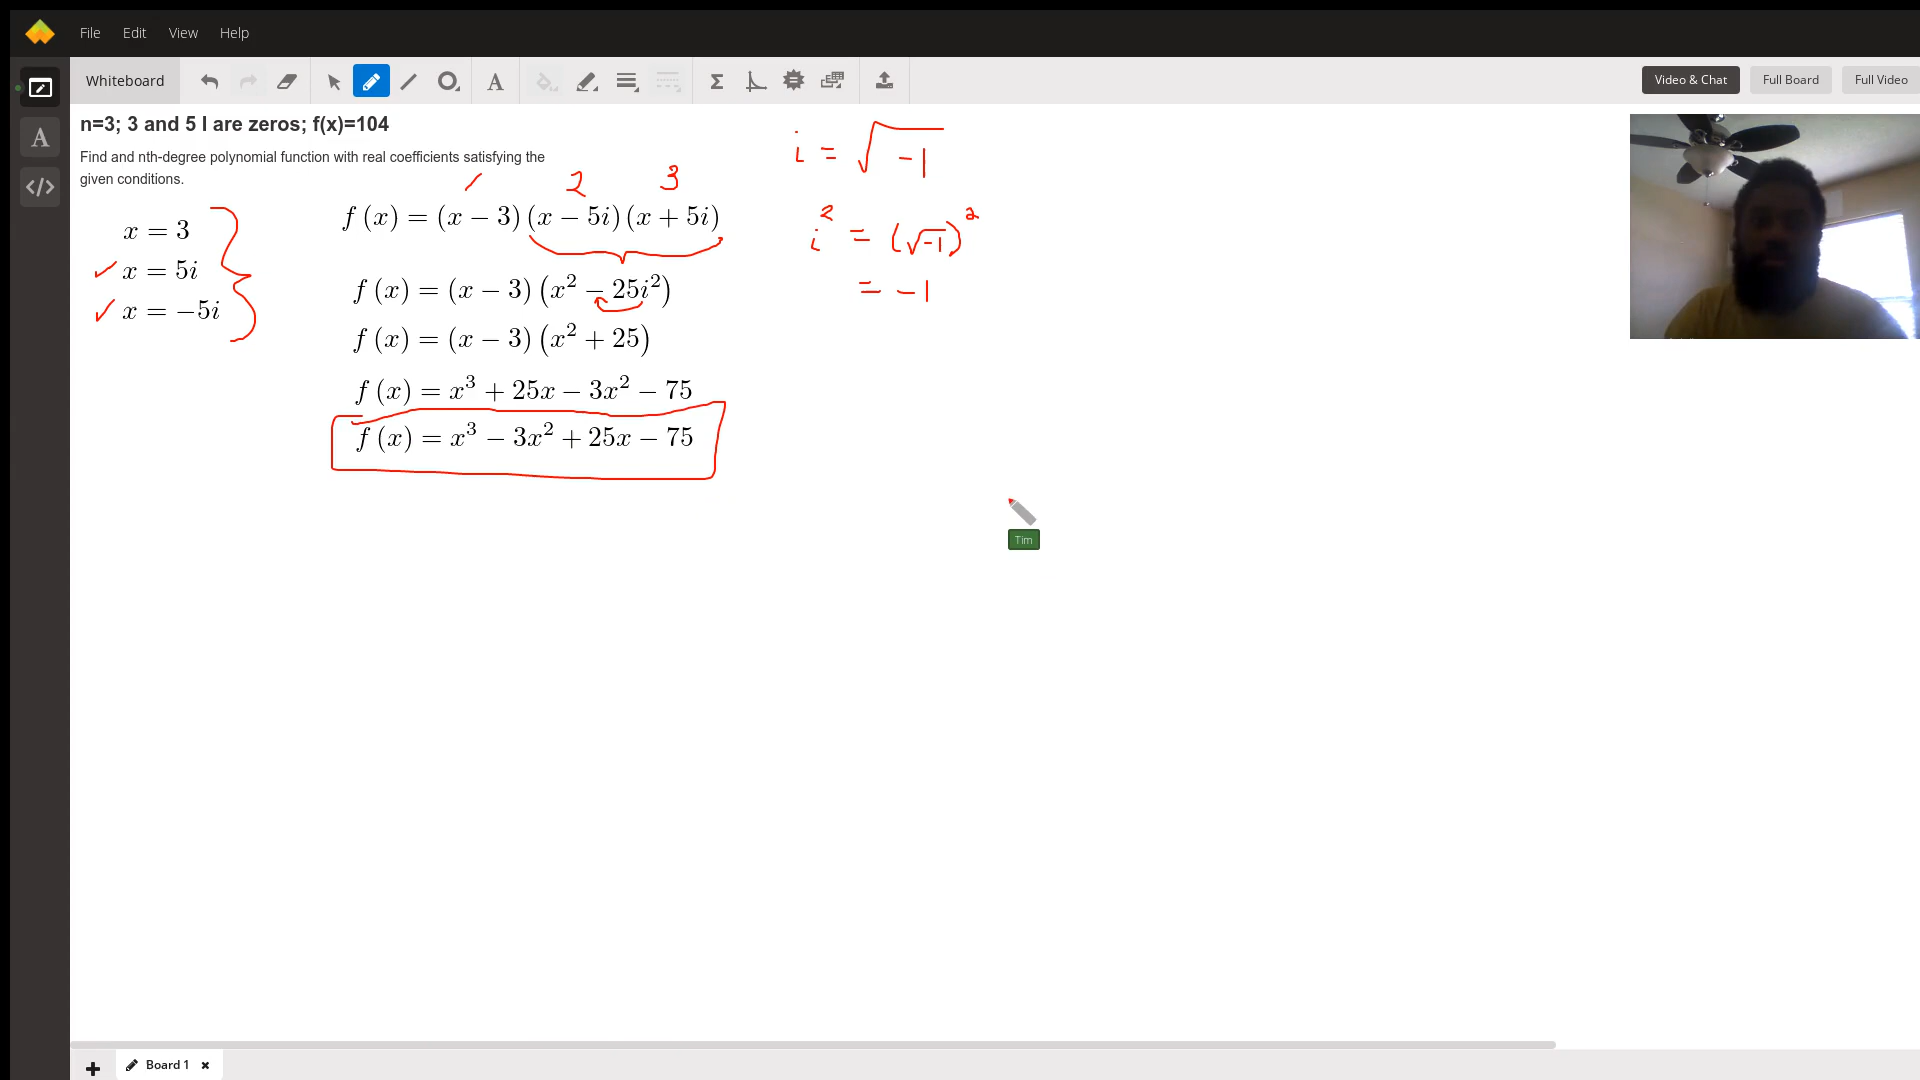 File Edit View Help
Whiteboard
Video & Chat Full Board Full Video
n=3; 3 and 5 I are zeros; f(x)=104
Find and nth-degree polynomial function with real coefficients satisfying the
given conditions.
x = 3
✓ x = 5i
✓ x = −5i
2 3
f (x) = (x − 3) (x − 5i) (x + 5i)
f (x) = (x − 3) (x² − 25i²)
f (x) = (x − 3) (x² + 25)
f (x) = x³ + 25x − 3x² − 75
f (x) = x³ − 3x² + 25x − 75
i = √-1
i² = (√-1)²
= -1
Tim
Board 1